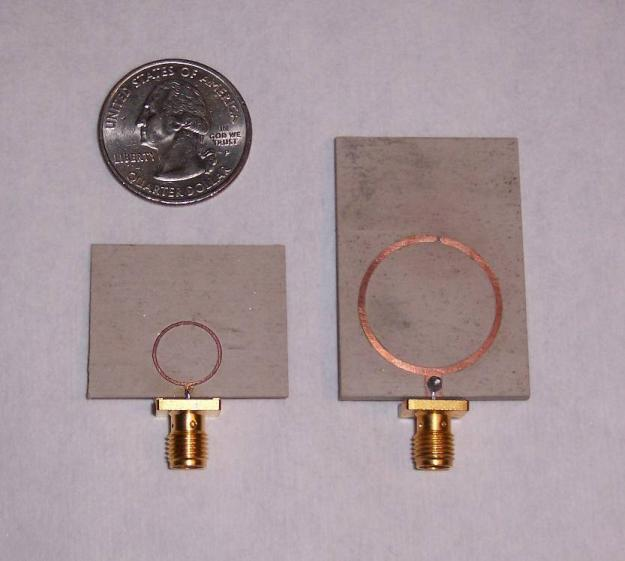 UNITED STATES OF AMERICA
LIBERTY
IN
GOD WE
TRUST
P
QUARTER DOLLAR